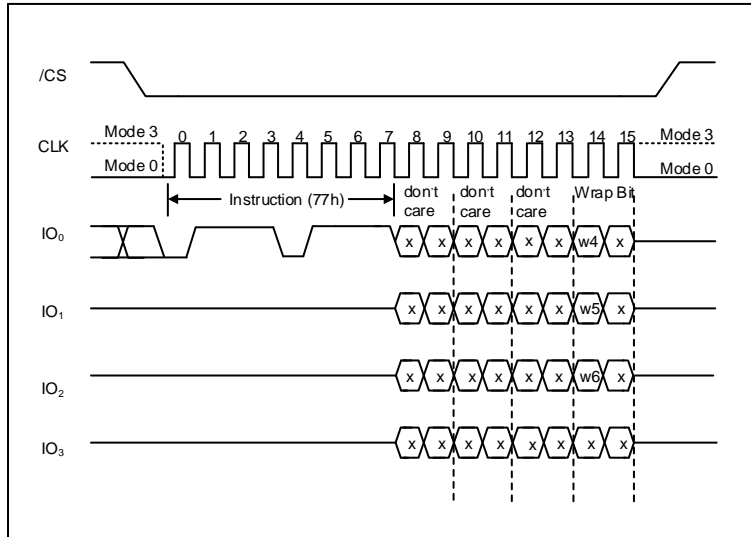 /CS
Mode 3 0 1 2 3 4 5 6 7 8 9 10 11 12 13 14 15 Mode 3
CLK
Mode 0 Mode 0
Instruction (77h) don't care don't care don't care Wrap Bit
IO₀ x x x x x x w4 x
IO₁ x x x x x x w5 x
IO₂ x x x x x x w6 x
IO₃ x x x x x x x x